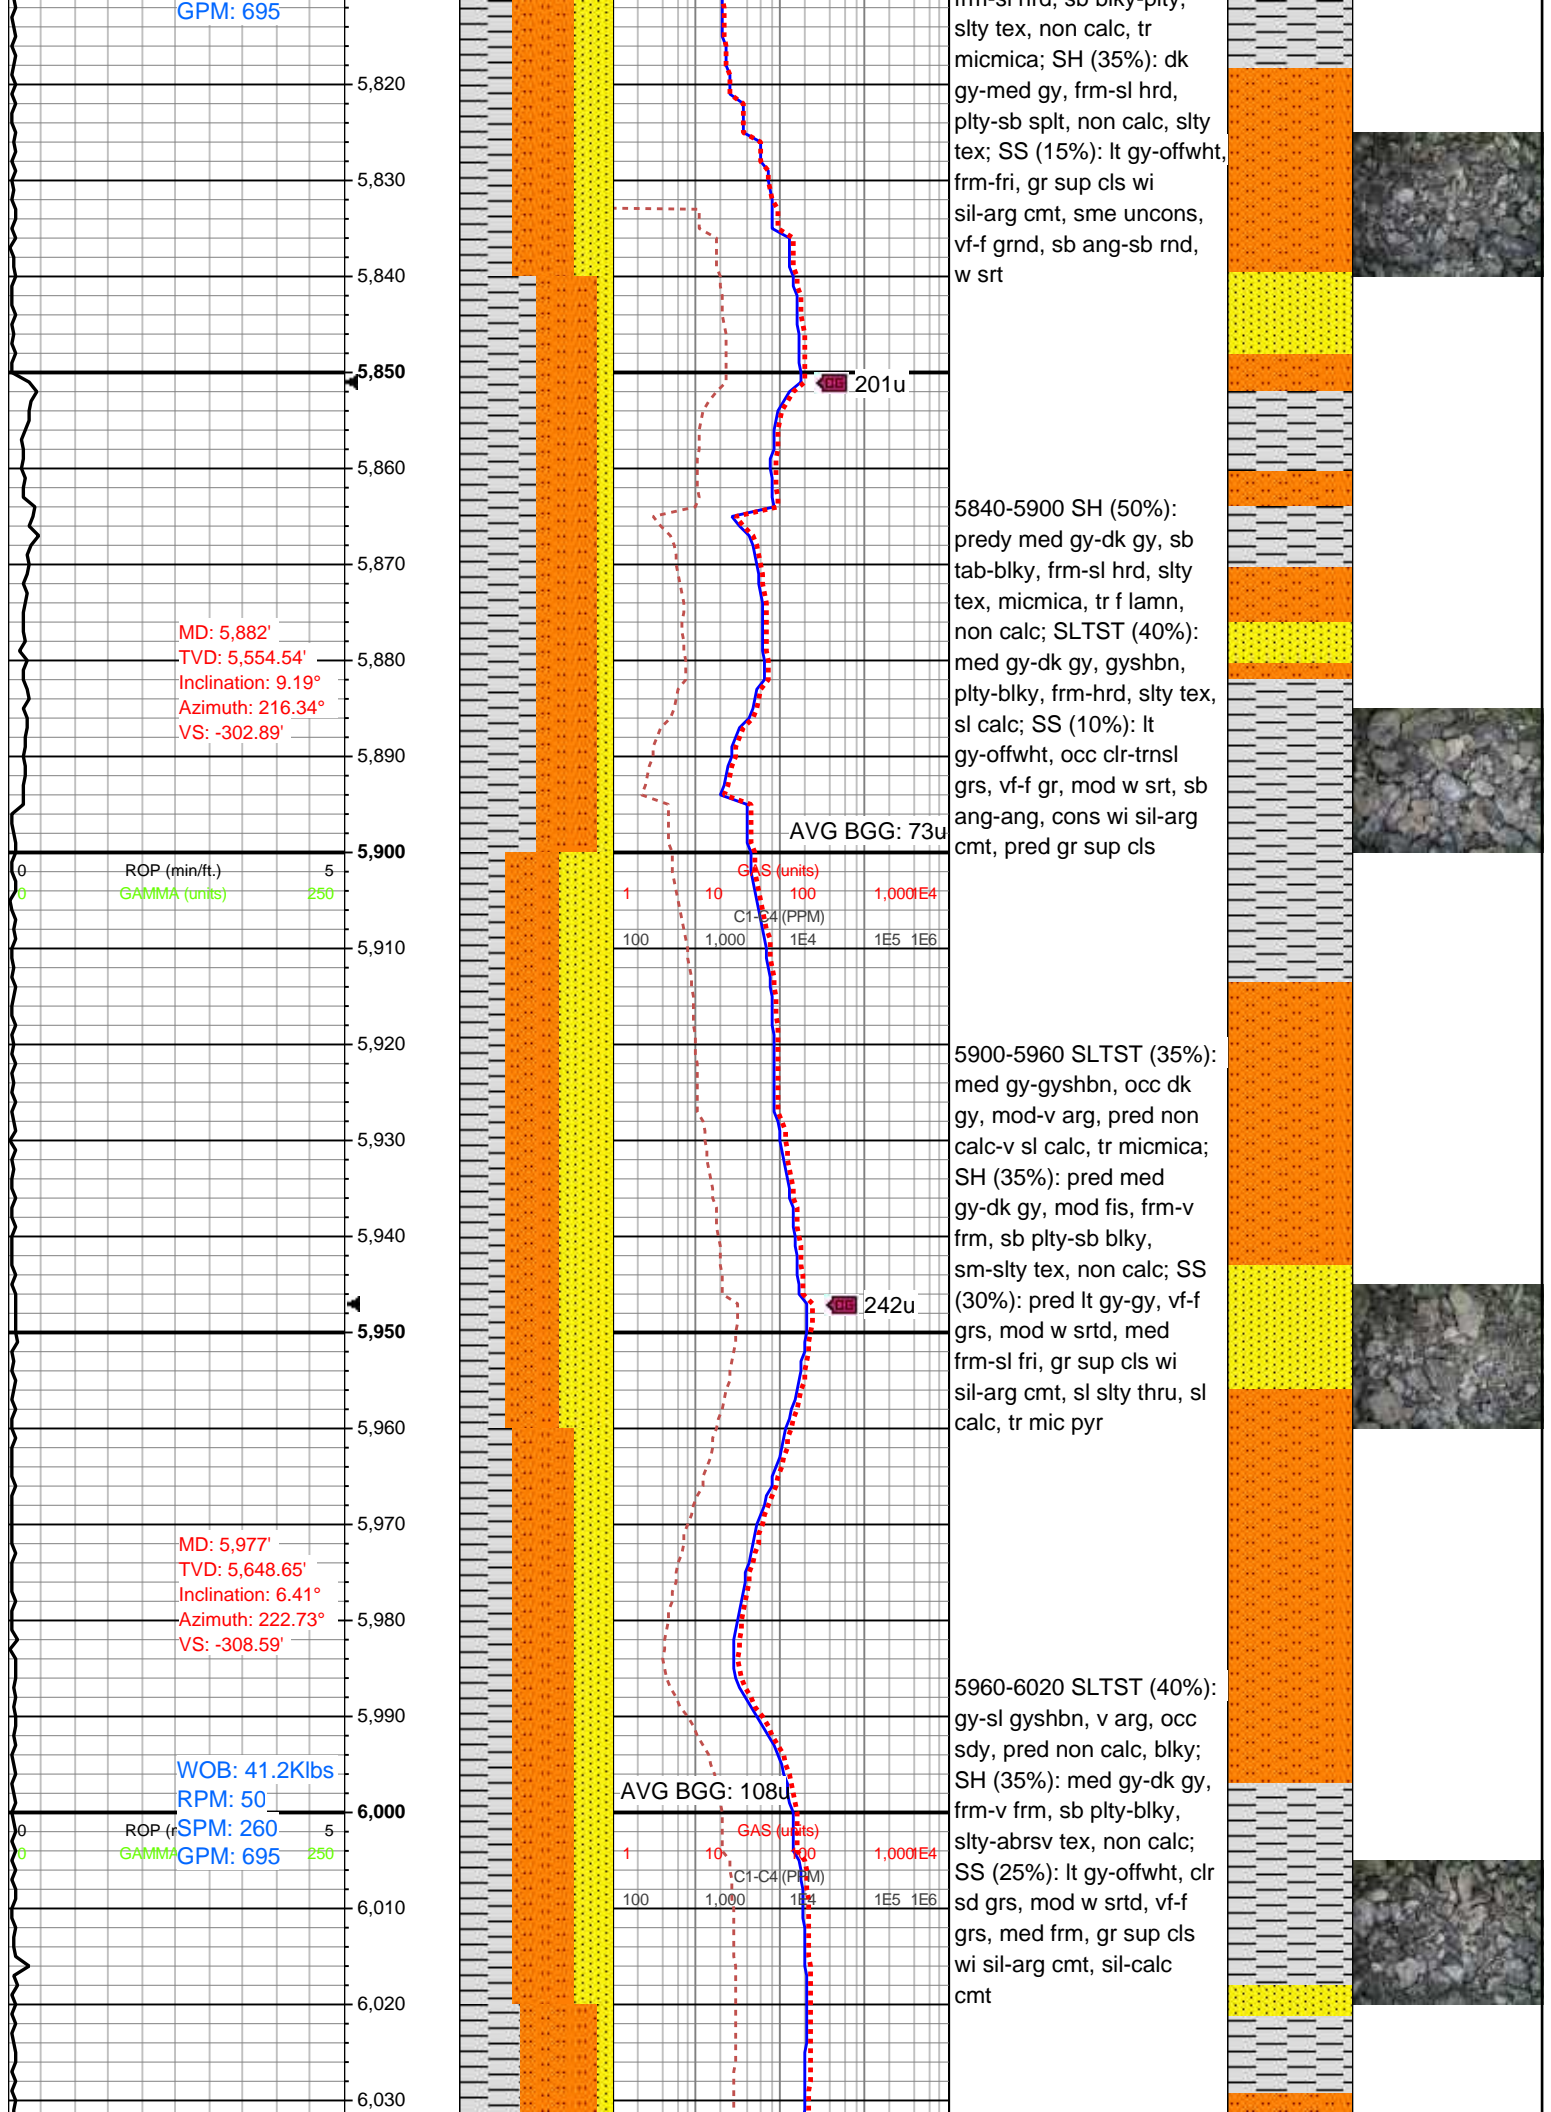 GPM: 695
5,820
5,830
5,840
5,850
5,860
5,870
MD: 5,882'
TVD: 5,554.54'
Inclination: 9.19°
Azimuth: 216.34°
VS: -302.89'
5,880
5,890
5,900
0 ROP (min/ft.) 5
0 GAMMA (units) 250
5,910
5,920
5,930
5,940
5,950
5,960
5,970
MD: 5,977'
TVD: 5,648.65'
Inclination: 6.41°
Azimuth: 222.73°
VS: -308.59'
5,980
5,990
WOB: 41.2Klbs
RPM: 50
SPM: 260
GPM: 695
6,000
0 ROP 5
0 GAMMA 250
6,010
6,020
6,030
201u
AVG BGG: 73u
GAS (units)
1 10 100 1,000 1E4
C1-C4 (PPM)
100 1,000 1E4 1E5 1E6
242u
AVG BGG: 108u
GAS (units)
1 10 100 1,000 1E4
C1-C4 (PPM)
100 1,000 1E4 1E5 1E6
frm-sl hrd, sb blky-plty,
slty tex, non calc, tr
micmica; SH (35%): dk
gy-med gy, frm-sl hrd,
plty-sb splt, non calc, slty
tex; SS (15%): lt gy-offwht,
frm-fri, gr sup cls wi
sil-arg cmt, sme uncons,
vf-f grnd, sb ang-sb rnd,
w srt
5840-5900 SH (50%):
predy med gy-dk gy, sb
tab-blky, frm-sl hrd, slty
tex, micmica, tr f lamn,
non calc; SLTST (40%):
med gy-dk gy, gyshbn,
plty-blky, frm-hrd, slty tex,
sl calc; SS (10%): lt
gy-offwht, occ clr-trnsl
grs, vf-f gr, mod w srt, sb
ang-ang, cons wi sil-arg
cmt, pred gr sup cls
5900-5960 SLTST (35%):
med gy-gyshbn, occ dk
gy, mod-v arg, pred non
calc-v sl calc, tr micmica;
SH (35%): pred med
gy-dk gy, mod fis, frm-v
frm, sb plty-sb blky,
sm-slty tex, non calc; SS
(30%): pred lt gy-gy, vf-f
grs, mod w srtd, med
frm-sl fri, gr sup cls wi
sil-arg cmt, sl slty thru, sl
calc, tr mic pyr
5960-6020 SLTST (40%):
gy-sl gyshbn, v arg, occ
sdy, pred non calc, blky;
SH (35%): med gy-dk gy,
frm-v frm, sb plty-blky,
slty-abrsv tex, non calc;
SS (25%): lt gy-offwht, clr
sd grs, mod w srtd, vf-f
grs, med frm, gr sup cls
wi sil-arg cmt, sil-calc
cmt